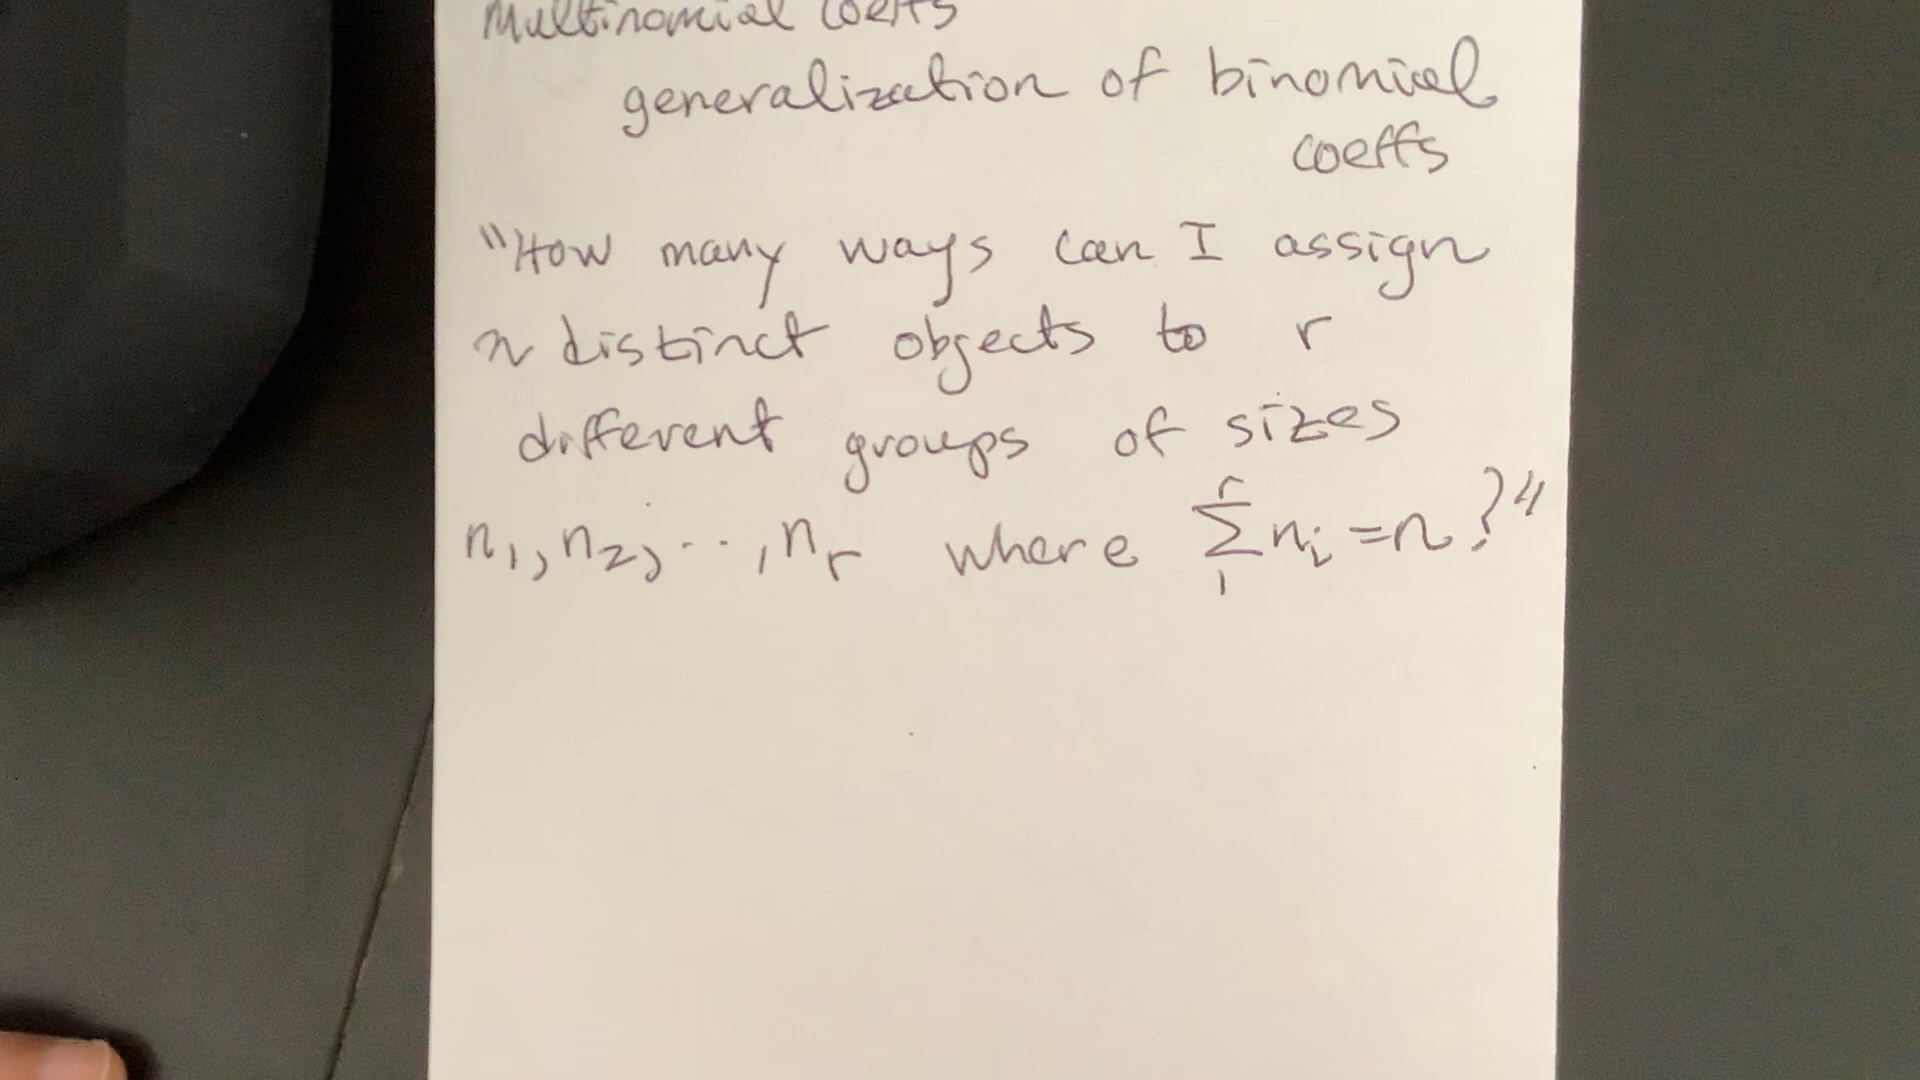 Multinomial coeffs
generalization of binomial
coeffs
"How many ways can I assign
n distinct objects to r
different groups of sizes
n₁, n₂, ..., nᵣ where ∑₁ʳ nᵢ = n?"